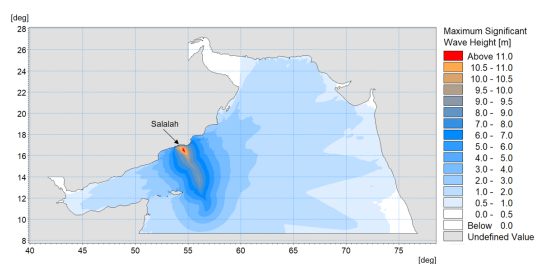 [deg]
28
26
24
22
20
18
16
14
12
10
8
40 45 50 55 60 65 70 75
[deg]
Salalah
Maximum Significant
Wave Height [m]
Above 11.0
10.5 - 11.0
10.0 - 10.5
9.5 - 10.0
9.0 - 9.5
8.0 - 9.0
7.0 - 8.0
6.0 - 7.0
5.0 - 6.0
4.0 - 5.0
3.0 - 4.0
2.0 - 3.0
1.0 - 2.0
0.5 - 1.0
0.0 - 0.5
Below 0.0
Undefined Value